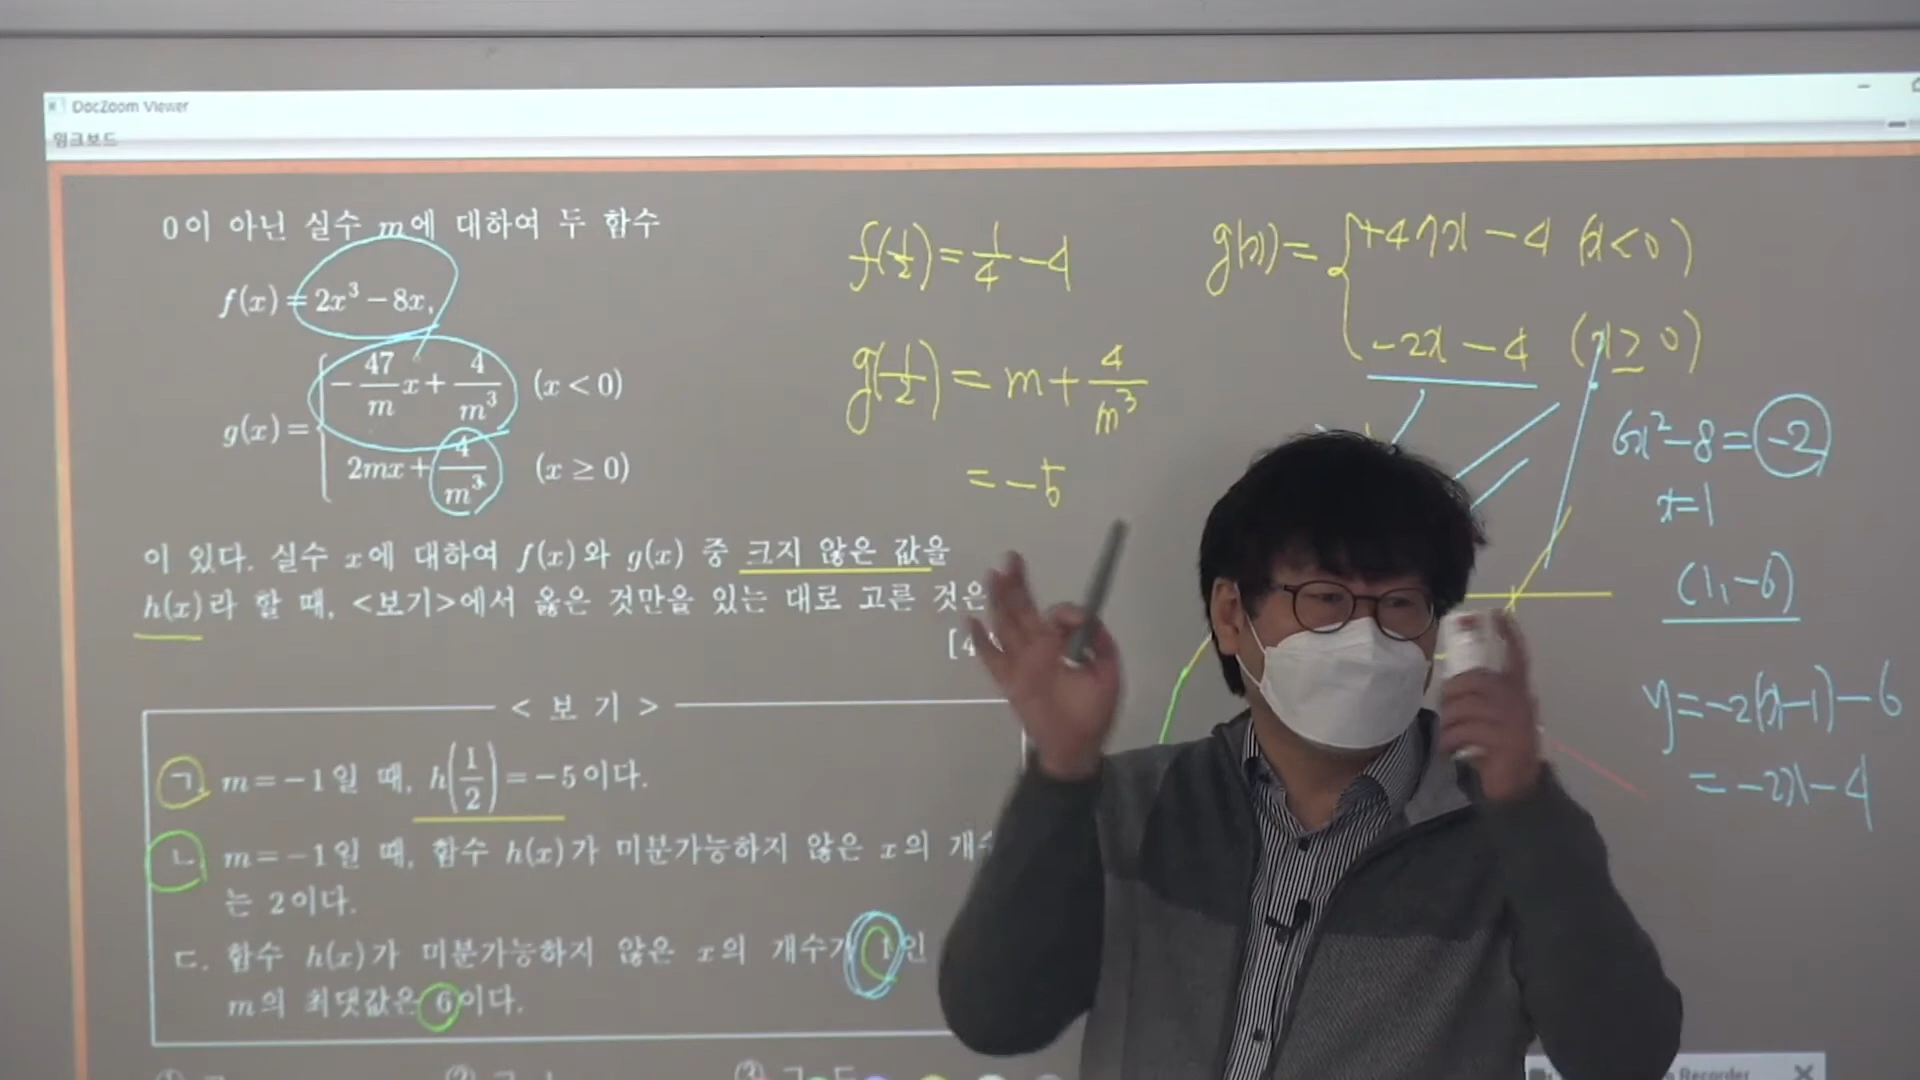 DocZoom Viewer
0이 아닌 실수 m에 대하여 두 함수
f(x) = 2x³ − 8x,
g(x) = { −47/m x + 4/m³ (x < 0)
2mx + 4/m³ (x ≥ 0)
이 있다. 실수 x에 대하여 f(x)와 g(x) 중 크지 않은 값을
h(x)라 할 때, <보기>에서 옳은 것만을 있는 대로 고른 것은
[4
< 보 기 >
ㄱ. m = −1일 때, h(1/2) = −5이다.
ㄴ. m = −1일 때, 함수 h(x)가 미분가능하지 않은 x의 개수
는 2이다.
ㄷ. 함수 h(x)가 미분가능하지 않은 x의 개수가 1인
m의 최댓값은 6이다.
f(1/2) = 1/4 − 4
g(1/2) = m + 4/m³
= −5
g(x) = { +47x − 4 (x < 0)
−2x − 4 (x ≥ 0)
6x² − 8 = −2
x = 1
(1, −6)
y = −2(x−1) − 6
= −2x − 4
Recorder